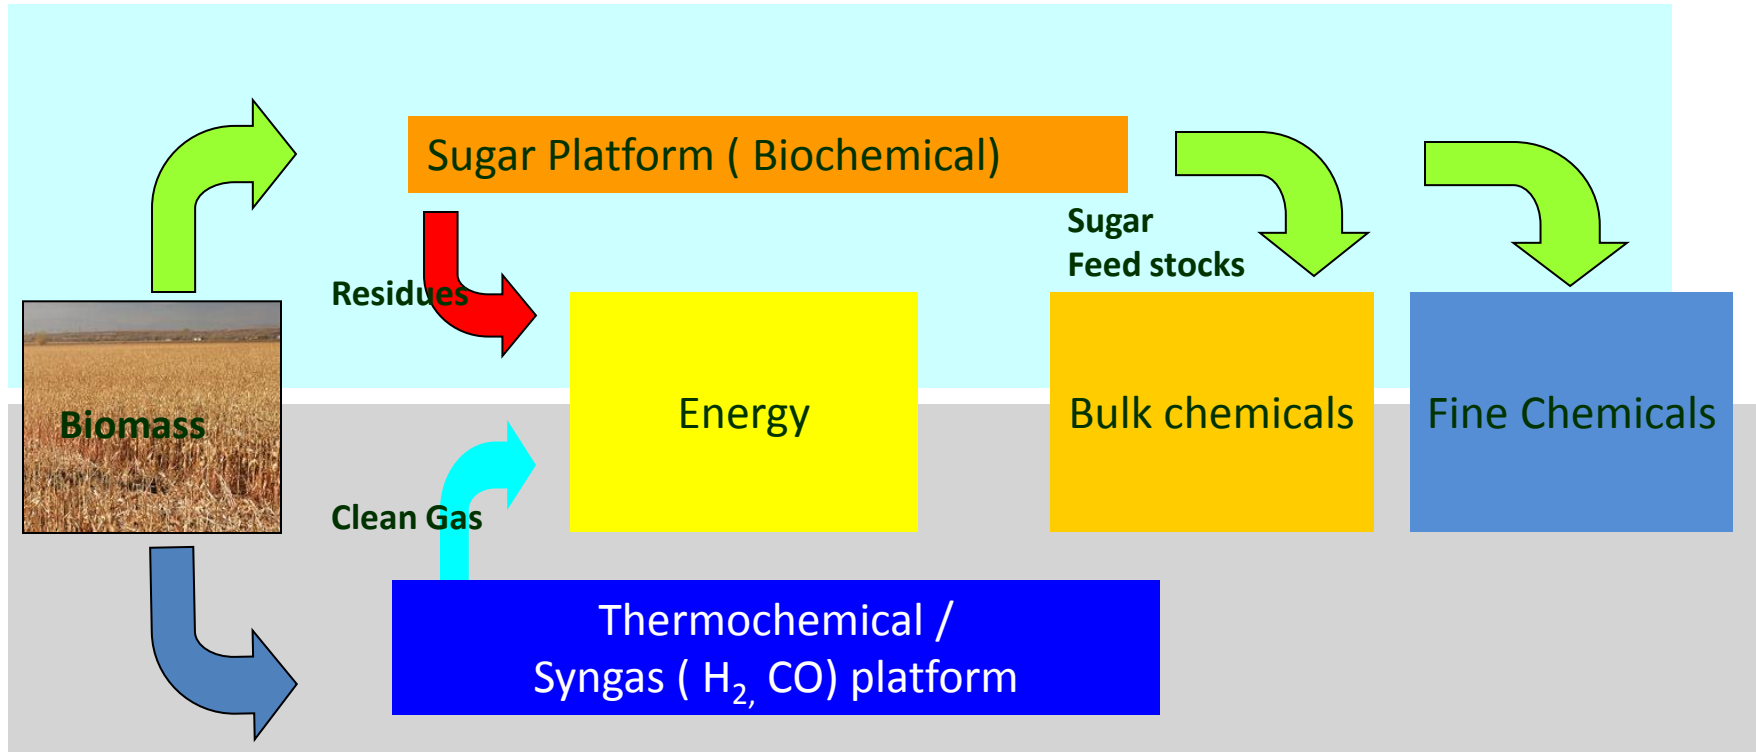 Sugar Platform ( Biochemical)
Sugar
Feed stocks
Residues
Biomass
Energy
Bulk chemicals
Fine Chemicals
Clean Gas
Thermochemical /
Syngas ( H₂, CO) platform